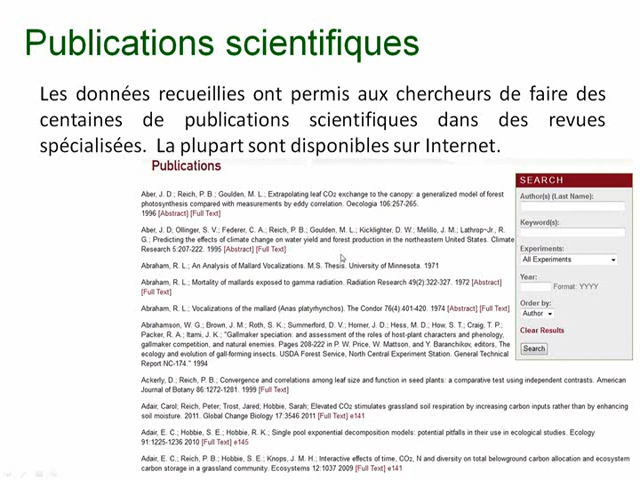 Publications scientifiques
Les données recueillies ont permis aux chercheurs de faire des
centaines de publications scientifiques dans des revues
spécialisées. La plupart sont disponibles sur Internet.
Publications
Aber, J. D.; Reich, P. B.; Goulden, M. L.; Extrapolating leaf CO₂ exchange to the canopy: a generalized model of forest
photosynthesis compared with measurements by eddy correlation. Oecologia 106:257-265.
1996 [Abstract] [Full Text]
Aber, J. D; Ollinger, S. V.; Federer, C. A.; Reich, P. B.; Goulden, M. L.; Kicklighter, D. W.; Melillo, J. M.; Lathrop~Jr., R.
G.; Predicting the effects of climate change on water yield and forest production in the northeastern United States. Climate
Research 5:207-222. 1995 [Abstract] [Full Text]
Abraham, R. L.; An Analysis of Mallard Vocalizations. M.S. Thesis. University of Minnesota. 1971
Abraham, R. L.; Mortality of mallards exposed to gamma radiation. Radiation Research 49(2):322-327. 1972 [Abstract]
[Full Text]
Abraham, R. L.; Vocalizations of the mallard (Anas platyrhynchos). The Condor 76(4):401-420. 1974 [Abstract] [Full Text]
Abrahamson, W. G.; Brown, J. M.; Roth, S. K.; Summerford, D. V.; Horner, J. D.; Hess, M. D.; How, S. T.; Craig, T. P.;
Packer, R. A.; Itami, J. K.; "Gallmaker speciation: and assessment of the roles of host-plant characters and phenology,
gallmaker competition, and natural enemies. Pages 208-222 in P. W. Price, W. Mattson, and Y. Baranchikov, editors, The
ecology and evolution of gall-forming insects. USDA Forest Service, North Central Experiment Station. General Technical
Report NC-174." 1994
Ackerly, D.; Reich, P. B.; Convergence and correlations among leaf size and function in seed plants: a comparative test using independent contrasts. American
Journal of Botany 86:1272-1281. 1999 [Full Text]
Adair, Carol; Reich, Peter; Trost, Jared; Hobbie, Sarah; Elevated CO₂ stimulates grassland soil respiration by increasing carbon inputs rather than by enhancing
soil moisture. 2011. Global Change Biology 17:3546 2011 [Full Text] e141
Adair, E. C.; Hobbie, S. E.; Hobbie, R. K.; Single pool exponential decomposition models: potential pitfalls in their use in ecological studies. Ecology
91:1225-1236 2010 [Full Text] e145
Adair, E. C.; Reich, P. B.; Hobbie, S. E.; Knops, J. M. H.; Interactive effects of time, CO₂, N and diversity on total belowground carbon allocation and ecosystem
carbon storage in a grassland community. Ecosystems 12:1037 2009 [Full Text] e141
SEARCH
Author(s) (Last Name):
Keyword(s):
Experiments:
All Experiments
Year:
Format: YYYY
Order by:
Author
Clear Results
Search